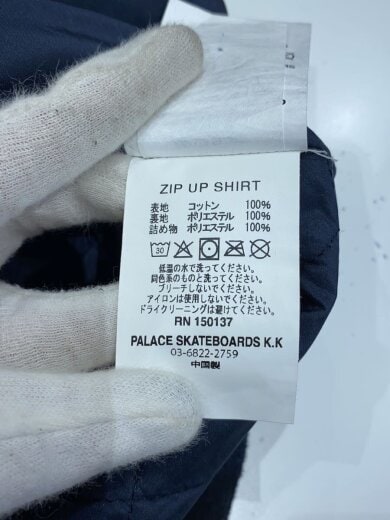 ZIP UP SHIRT
表地 コットン 100%
裏地 ポリエステル 100%
詰め物 ポリエステル 100%
30
低温の水で洗ってください。
同色系のものと洗ってください。
ブリーチしないでください。
アイロンは使用しないでください。
ドライクリーニングは避けてください。
RN 150137
PALACE SKATEBOARDS K.K
03-6822-2759
中国製